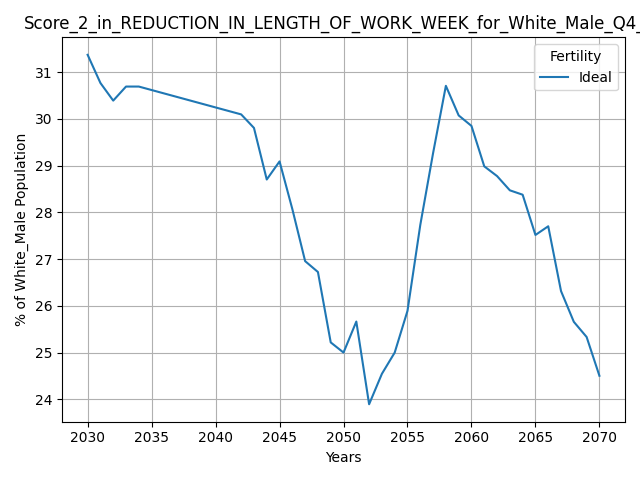 Score_2_in_REDUCTION_IN_LENGTH_OF_WORK_WEEK_for_White_Male_Q4_
Fertility
Ideal
% of White_Male Population
31
30
29
28
27
26
25
24
2030 2035 2040 2045 2050 2055 2060 2065 2070
Years